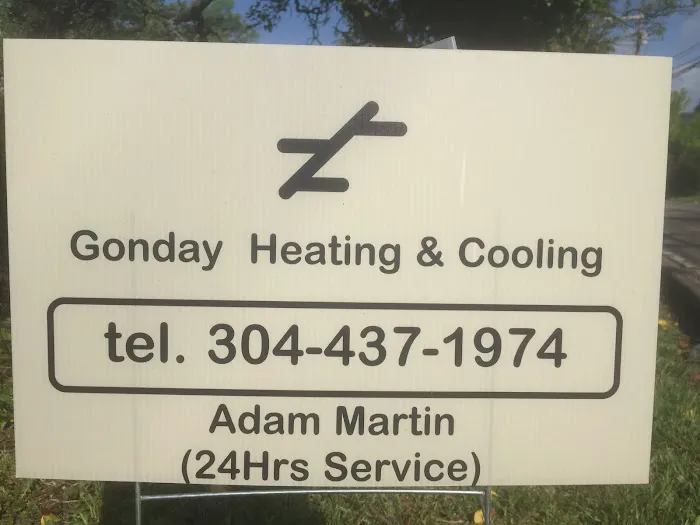 Gonday Heating & Cooling
tel. 304-437-1974
Adam Martin
(24Hrs Service)